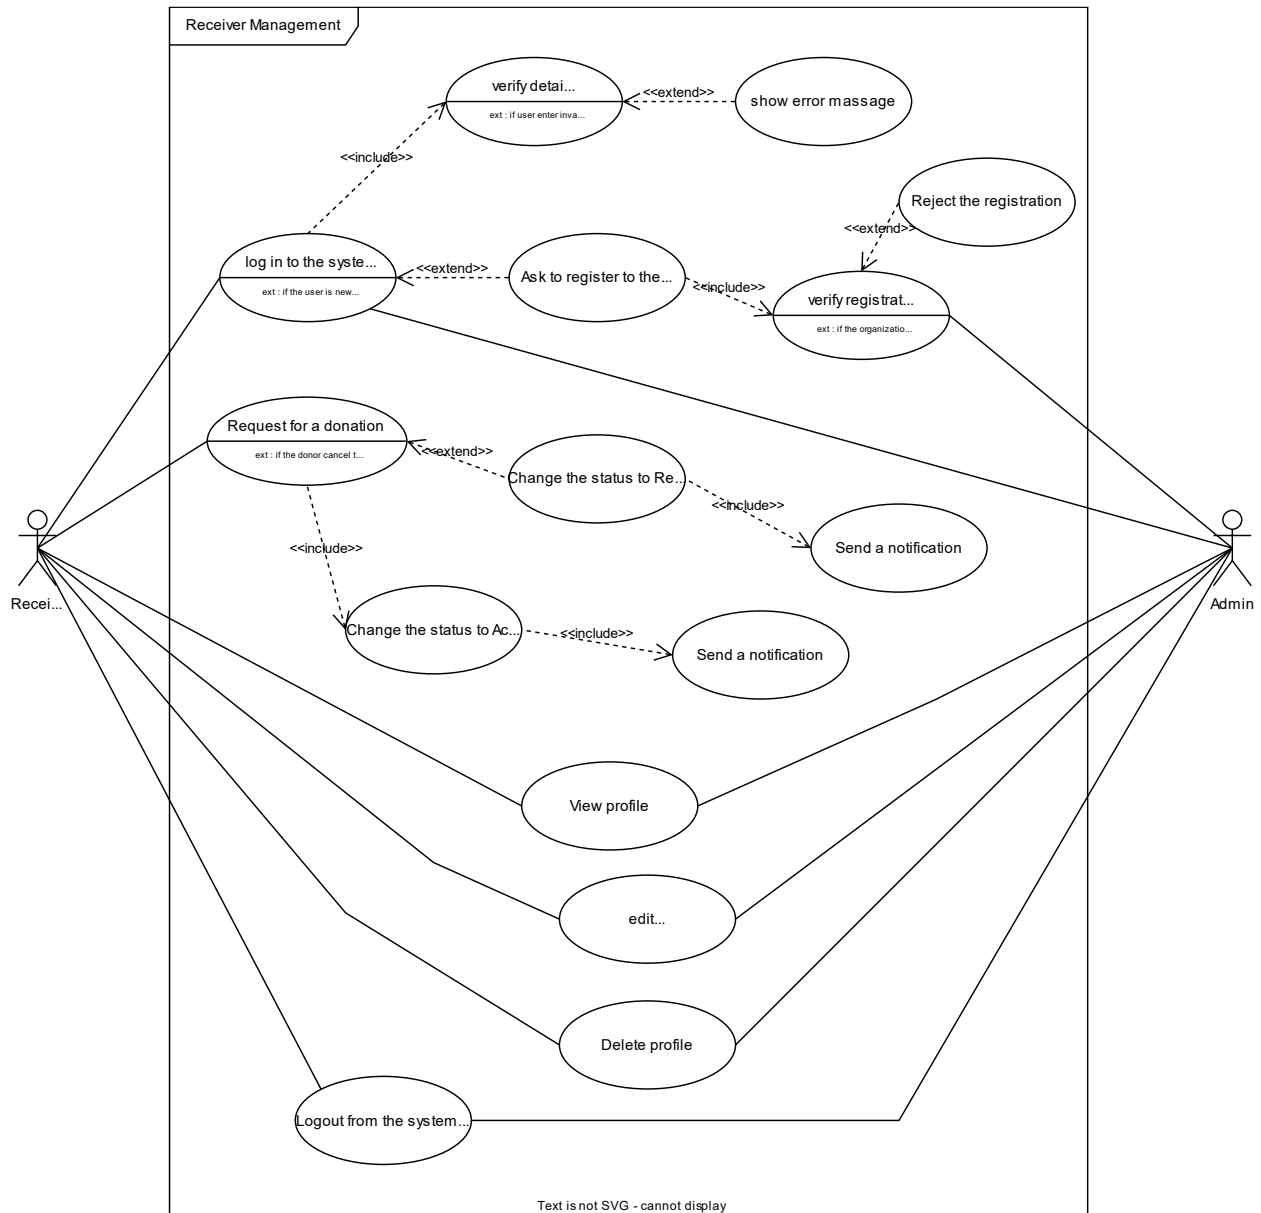 Receiver Management
verify detai...
ext : if user enter inva...
<<extend>>
show error massage
<<include>>
Reject the registration
<<extend>>
log in to the syste...
ext : if the user is new...
<<extend>>
Ask to register to the...
<<include>>
verify registrat...
ext : if the organizatio...
Request for a donation
ext : if the donor cancel t...
<<extend>>
Change the status to Re...
<<include>>
Send a notification
<<include>>
Recei...
Admin
Change the status to Ac...
<<include>>
Send a notification
View profile
edit...
Delete profile
Logout from the system...
Text is not SVG - cannot display